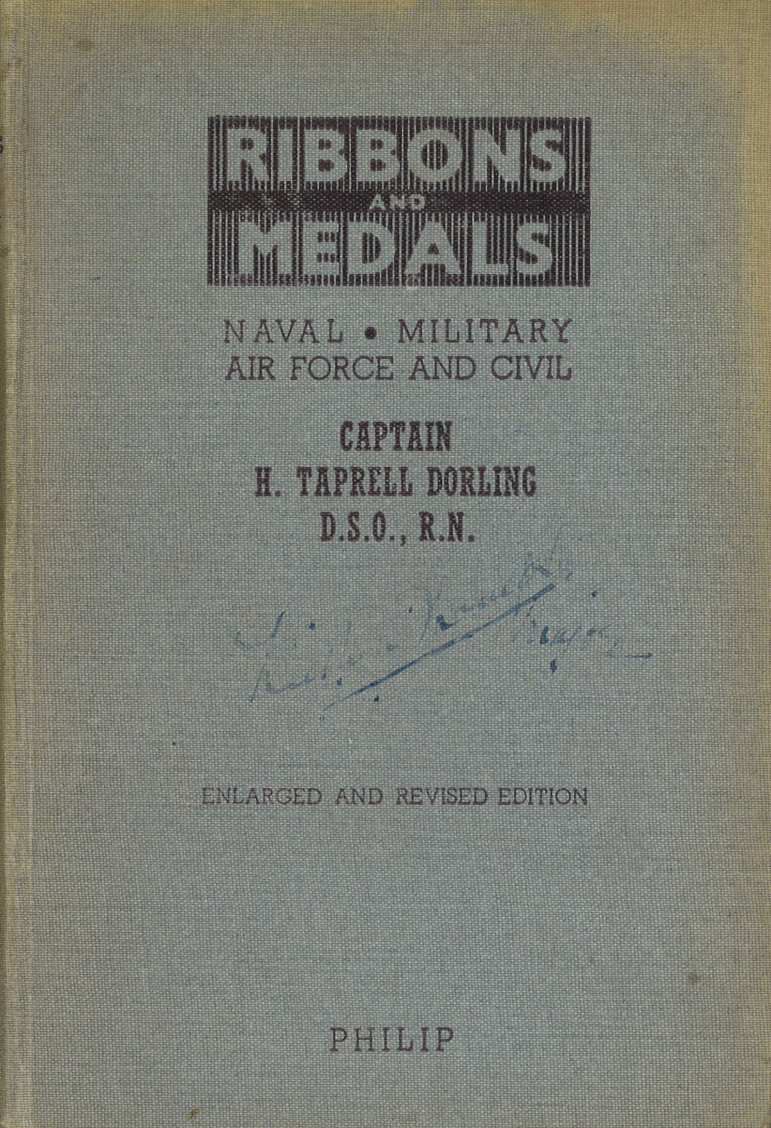 RIBBONS
AND
MEDALS
NAVAL • MILITARY
AIR FORCE AND CIVIL
CAPTAIN
H. TAPRELL DORLING
D.S.O., R.N.
ENLARGED AND REVISED EDITION
PHILIP